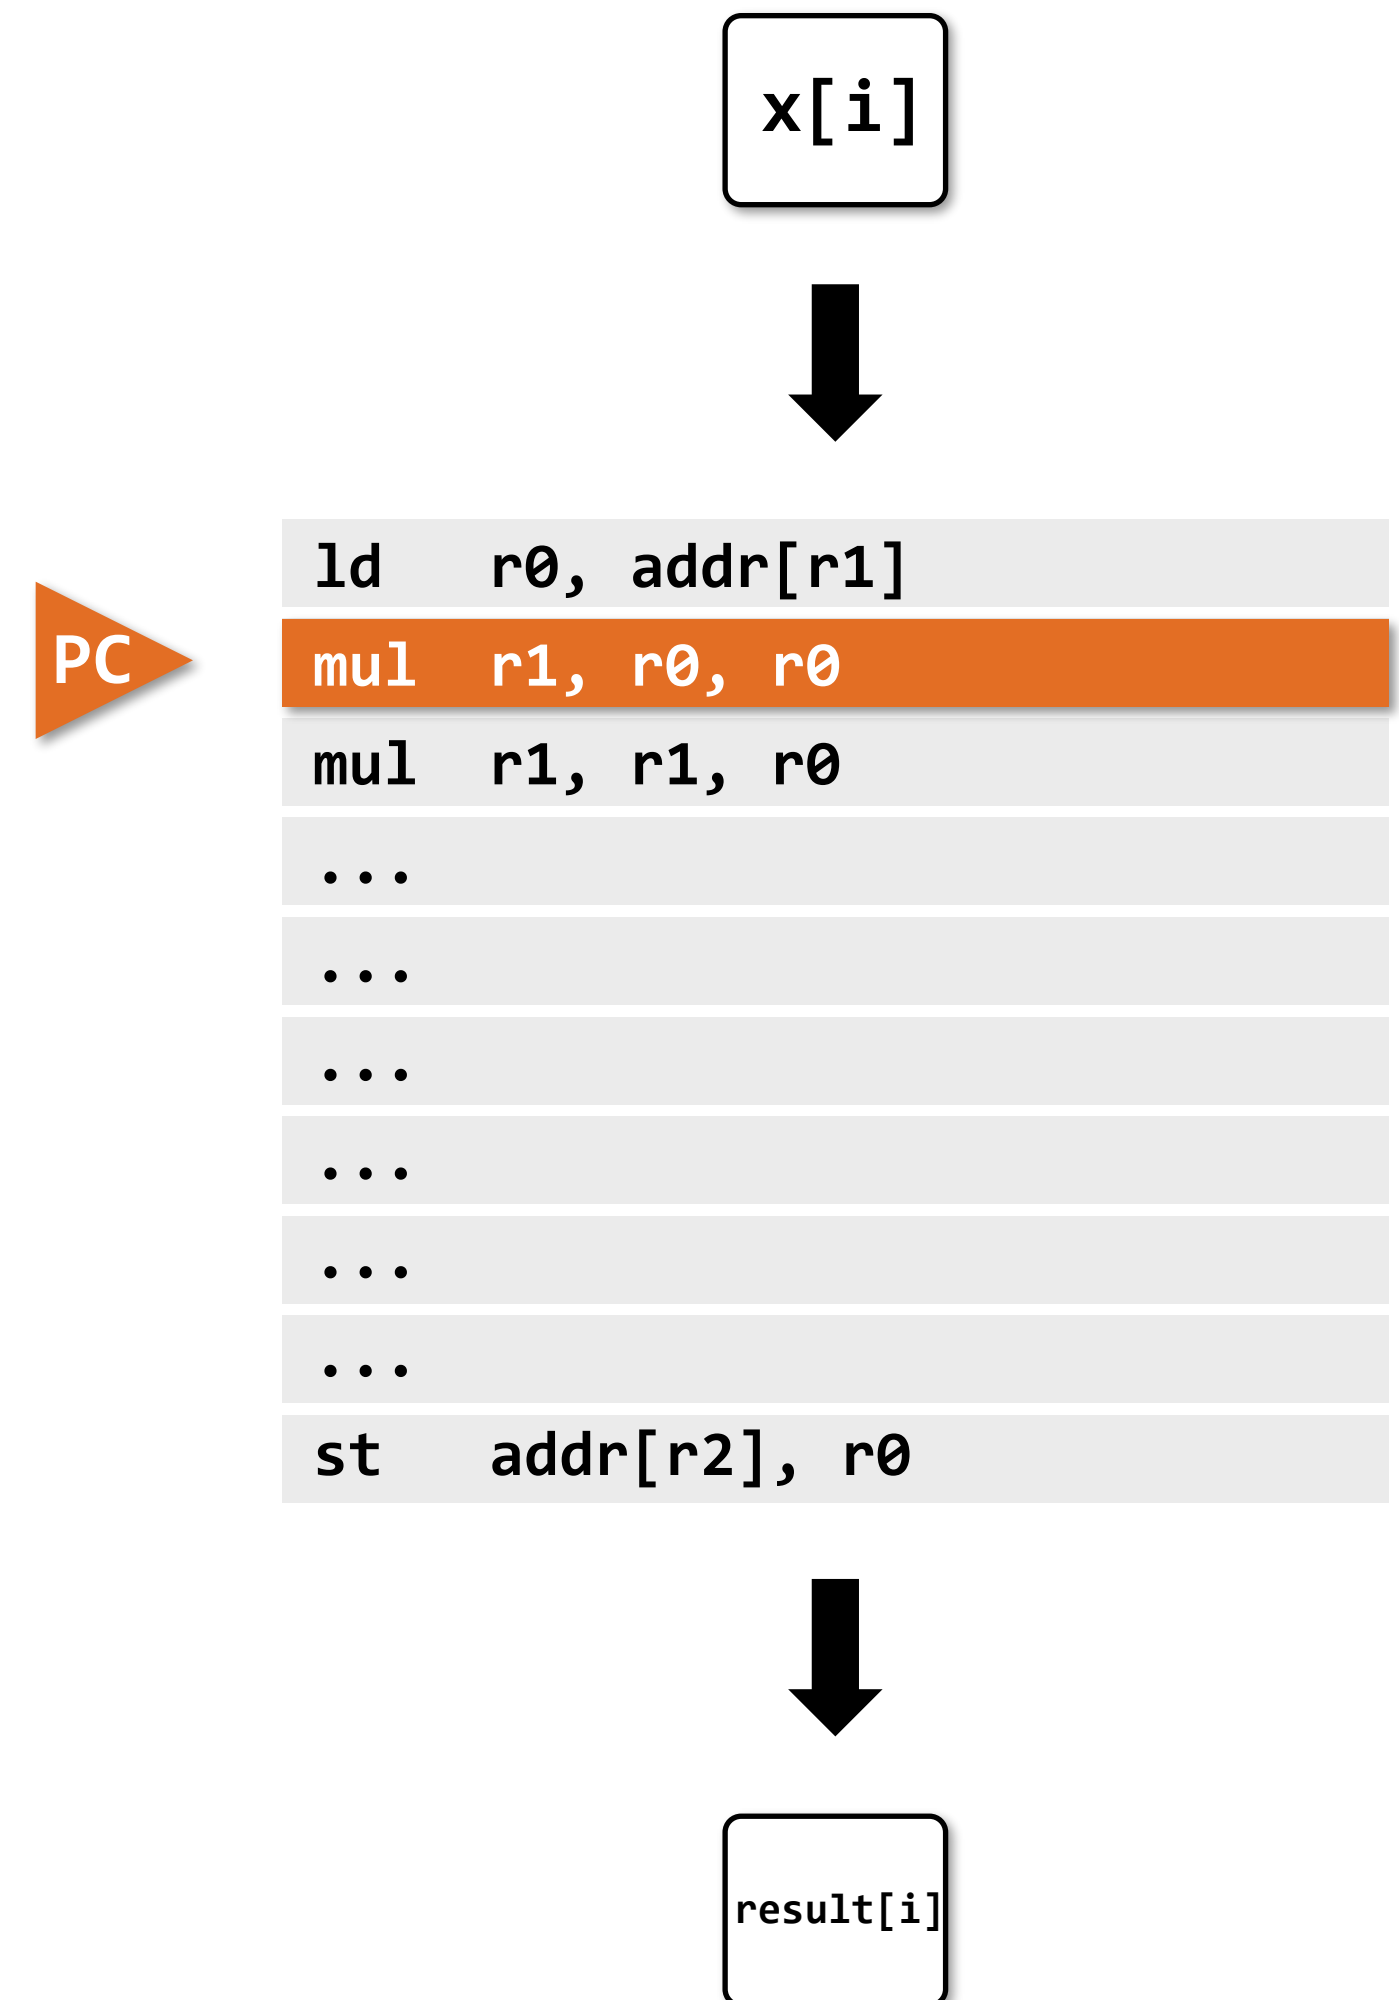 x[i]
ld r0, addr[r1]
PC
mul r1, r0, r0
mul r1, r1, r0
...
...
...
...
...
...
st addr[r2], r0
result[i]